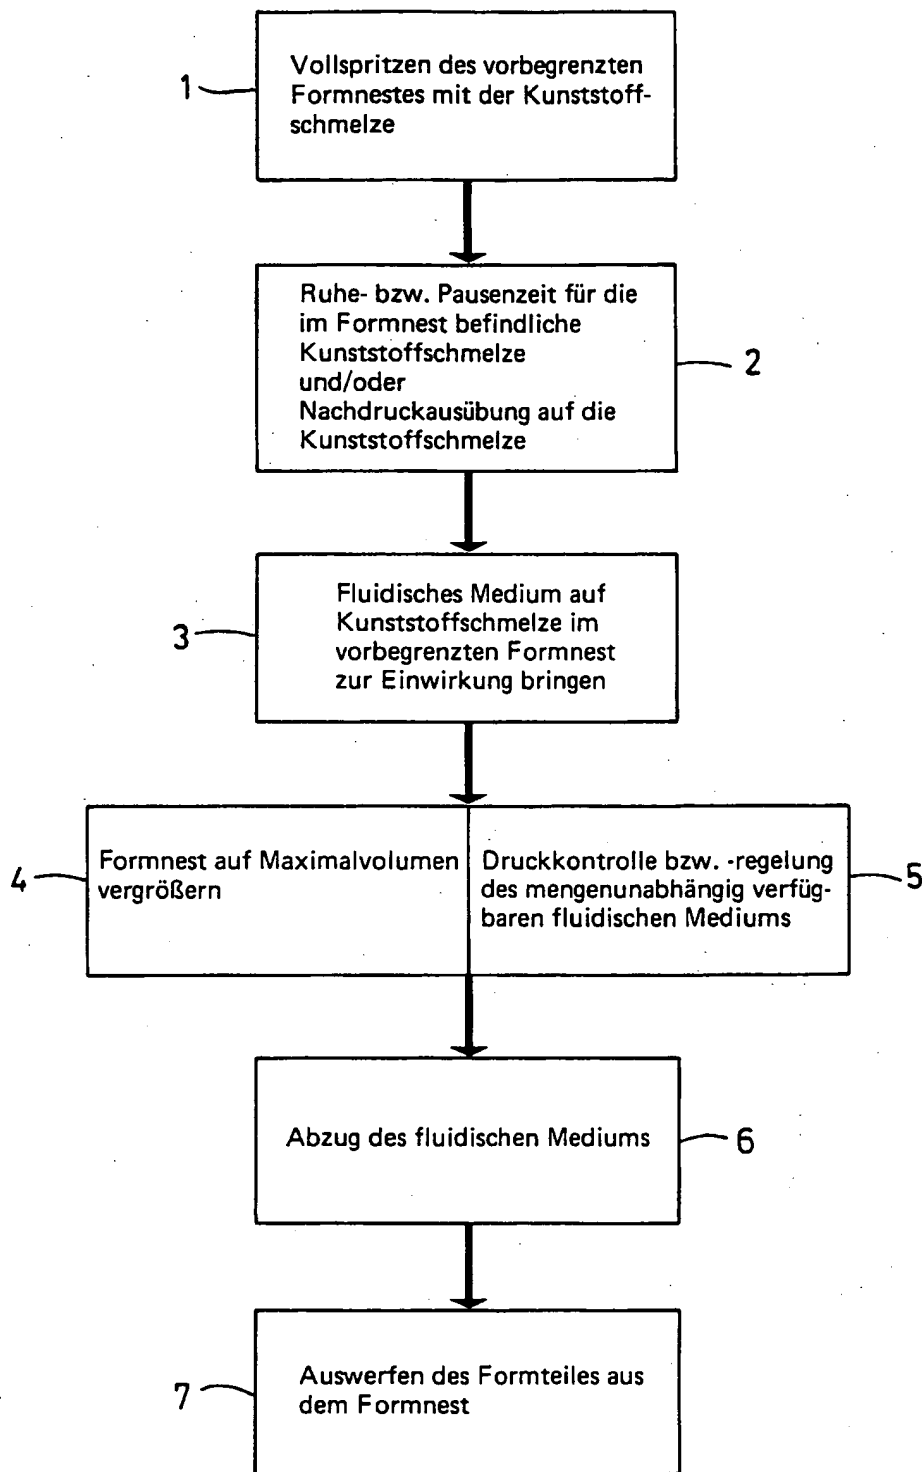 1
Vollspritzen des vorbegrenzten
Formnestes mit der Kunststoff-
schmelze
Ruhe- bzw. Pausenzeit für die
im Formnest befindliche
Kunststoffschmelze
und/oder
Nachdruckausübung auf die
Kunststoffschmelze
2
3
Fluidisches Medium auf
Kunststoffschmelze im
vorbegrenzten Formnest
zur Einwirkung bringen
4
Formnest auf Maximalvolumen
vergrößern
Druckkontrolle bzw. -regelung
des mengenunabhängig verfüg-
baren fluidischen Mediums
5
Abzug des fluidischen Mediums
6
7
Auswerfen des Formteiles aus
dem Formnest